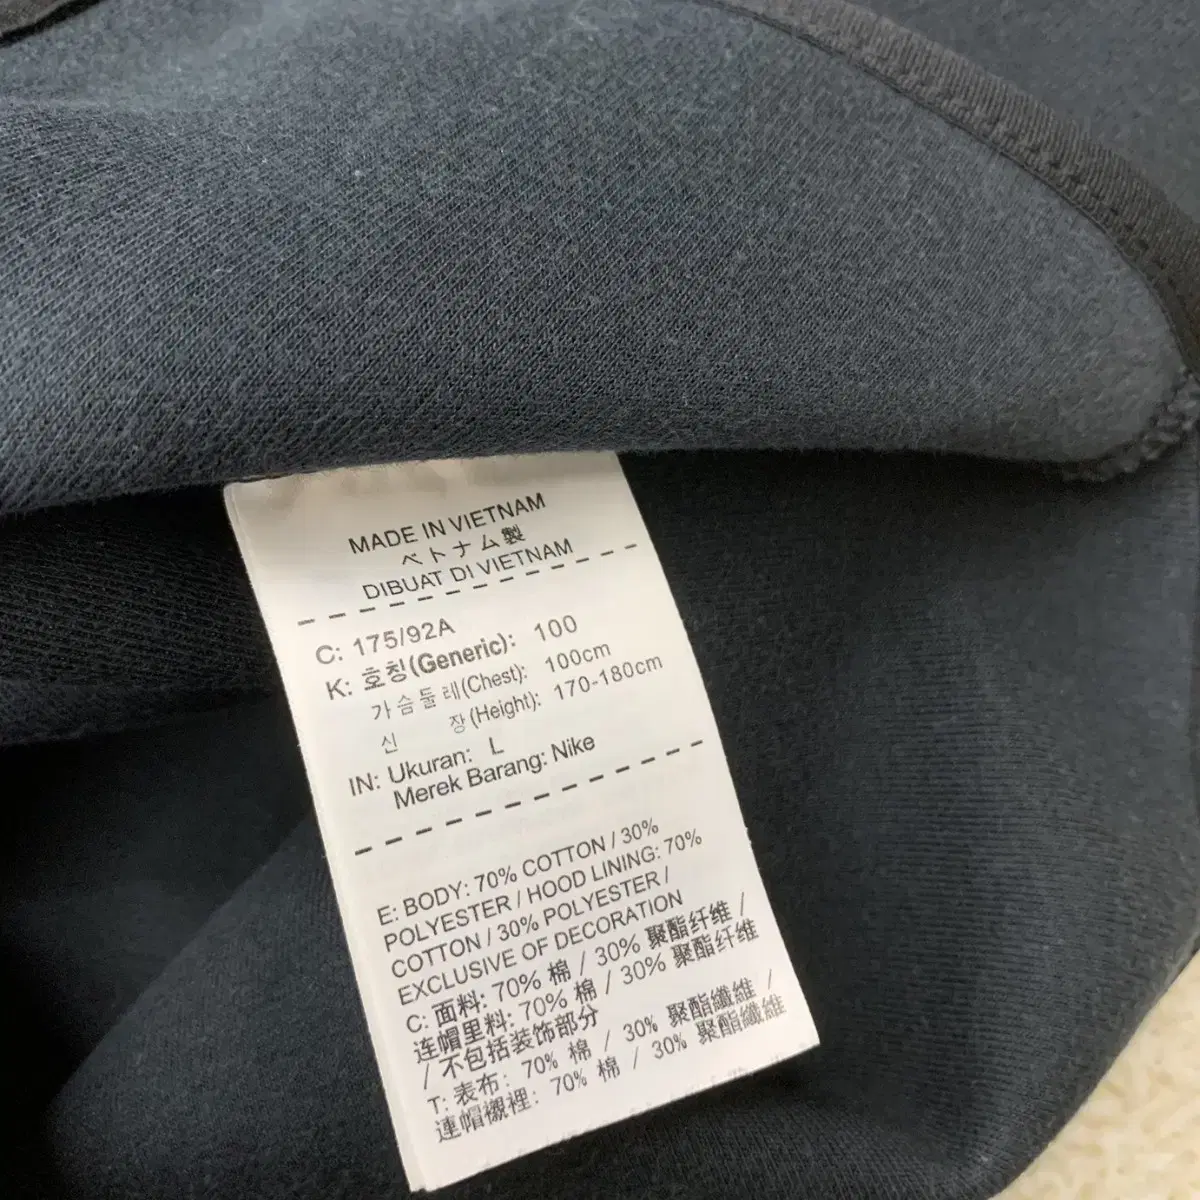 MADE IN VIETNAM
ベトナム製
DIBUAT DI VIETNAM
C: 175/92A
K: 호칭(Generic): 100
가슴둘레(Chest): 100cm
신 장(Height): 170-180cm
IN: Ukuran: L
Merek Barang: Nike
E: BODY: 70% COTTON / 30%
POLYESTER / HOOD LINING: 70%
COTTON / 30% POLYESTER /
EXCLUSIVE OF DECORATION
C: 面料: 70% 棉 / 30% 聚酯纤维 /
连帽里料: 70% 棉 / 30% 聚酯纤维
/ 不包括装饰部分
T: 表布: 70% 棉 / 30% 聚酯纖維 /
連帽襯裡: 70% 棉 / 30% 聚酯纖維